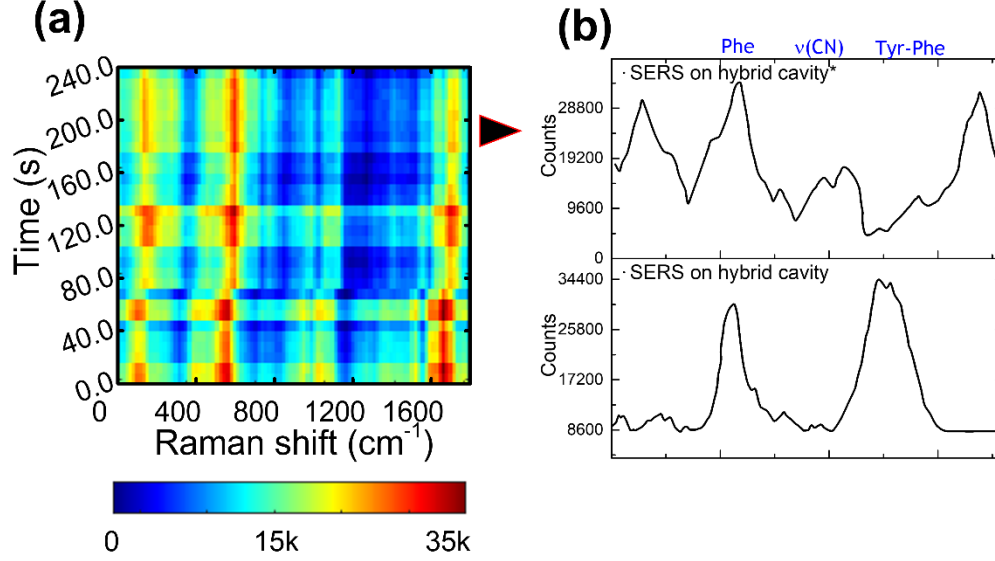 (a)
240.0
200.0
160.0
120.0
80.0
40.0
0.0
Time (s)
0 400 800 1200 1600
Raman shift (cm-1)
0 15k 35k
(b)
Phe ν(CN) Tyr-Phe
· SERS on hybrid cavity*
28800
19200
9600
0
Counts
· SERS on hybrid cavity
34400
25800
17200
8600
Counts